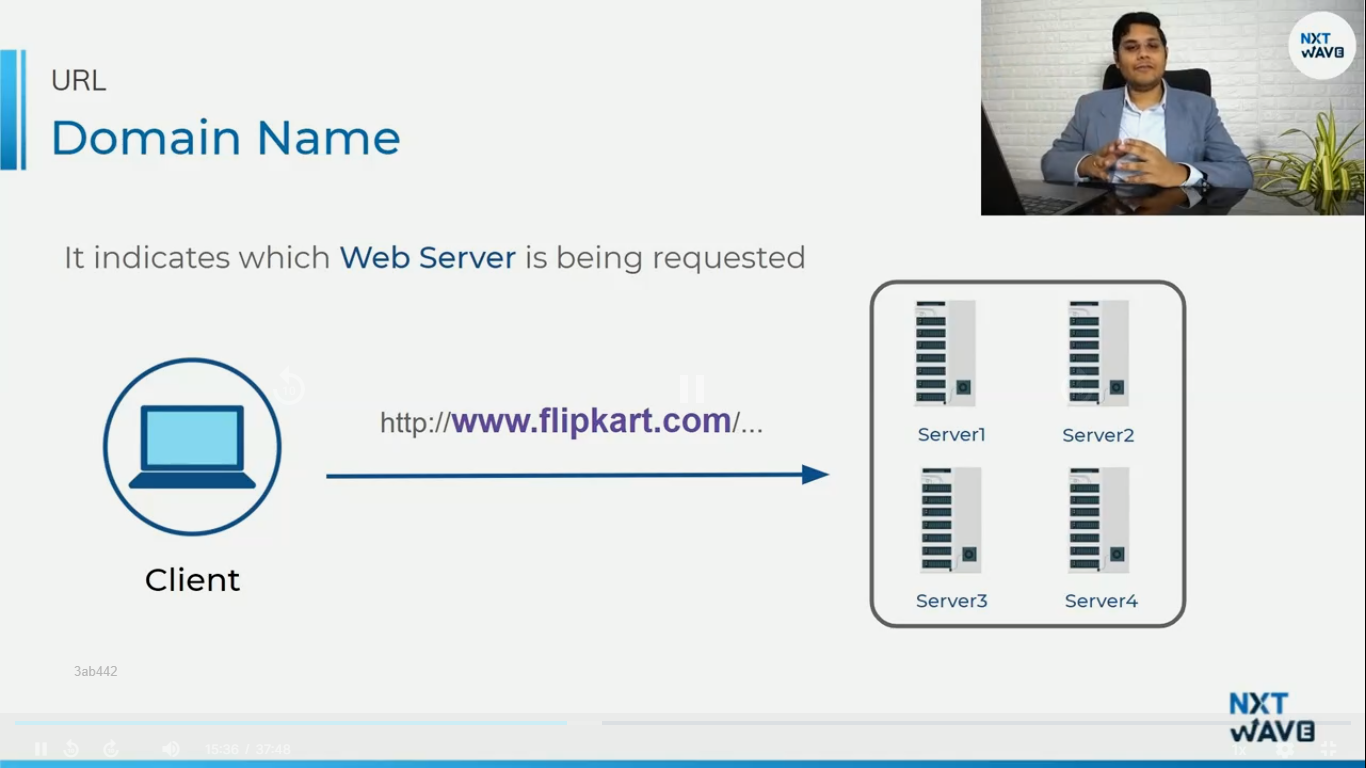 NXT
WAVE
URL
Domain Name
It indicates which Web Server is being requested
http://www.flipkart.com/...
Server1
Server2
Server3
Server4
Client
3ab442
NXT
WAVE
15:36 / 37:48
1x